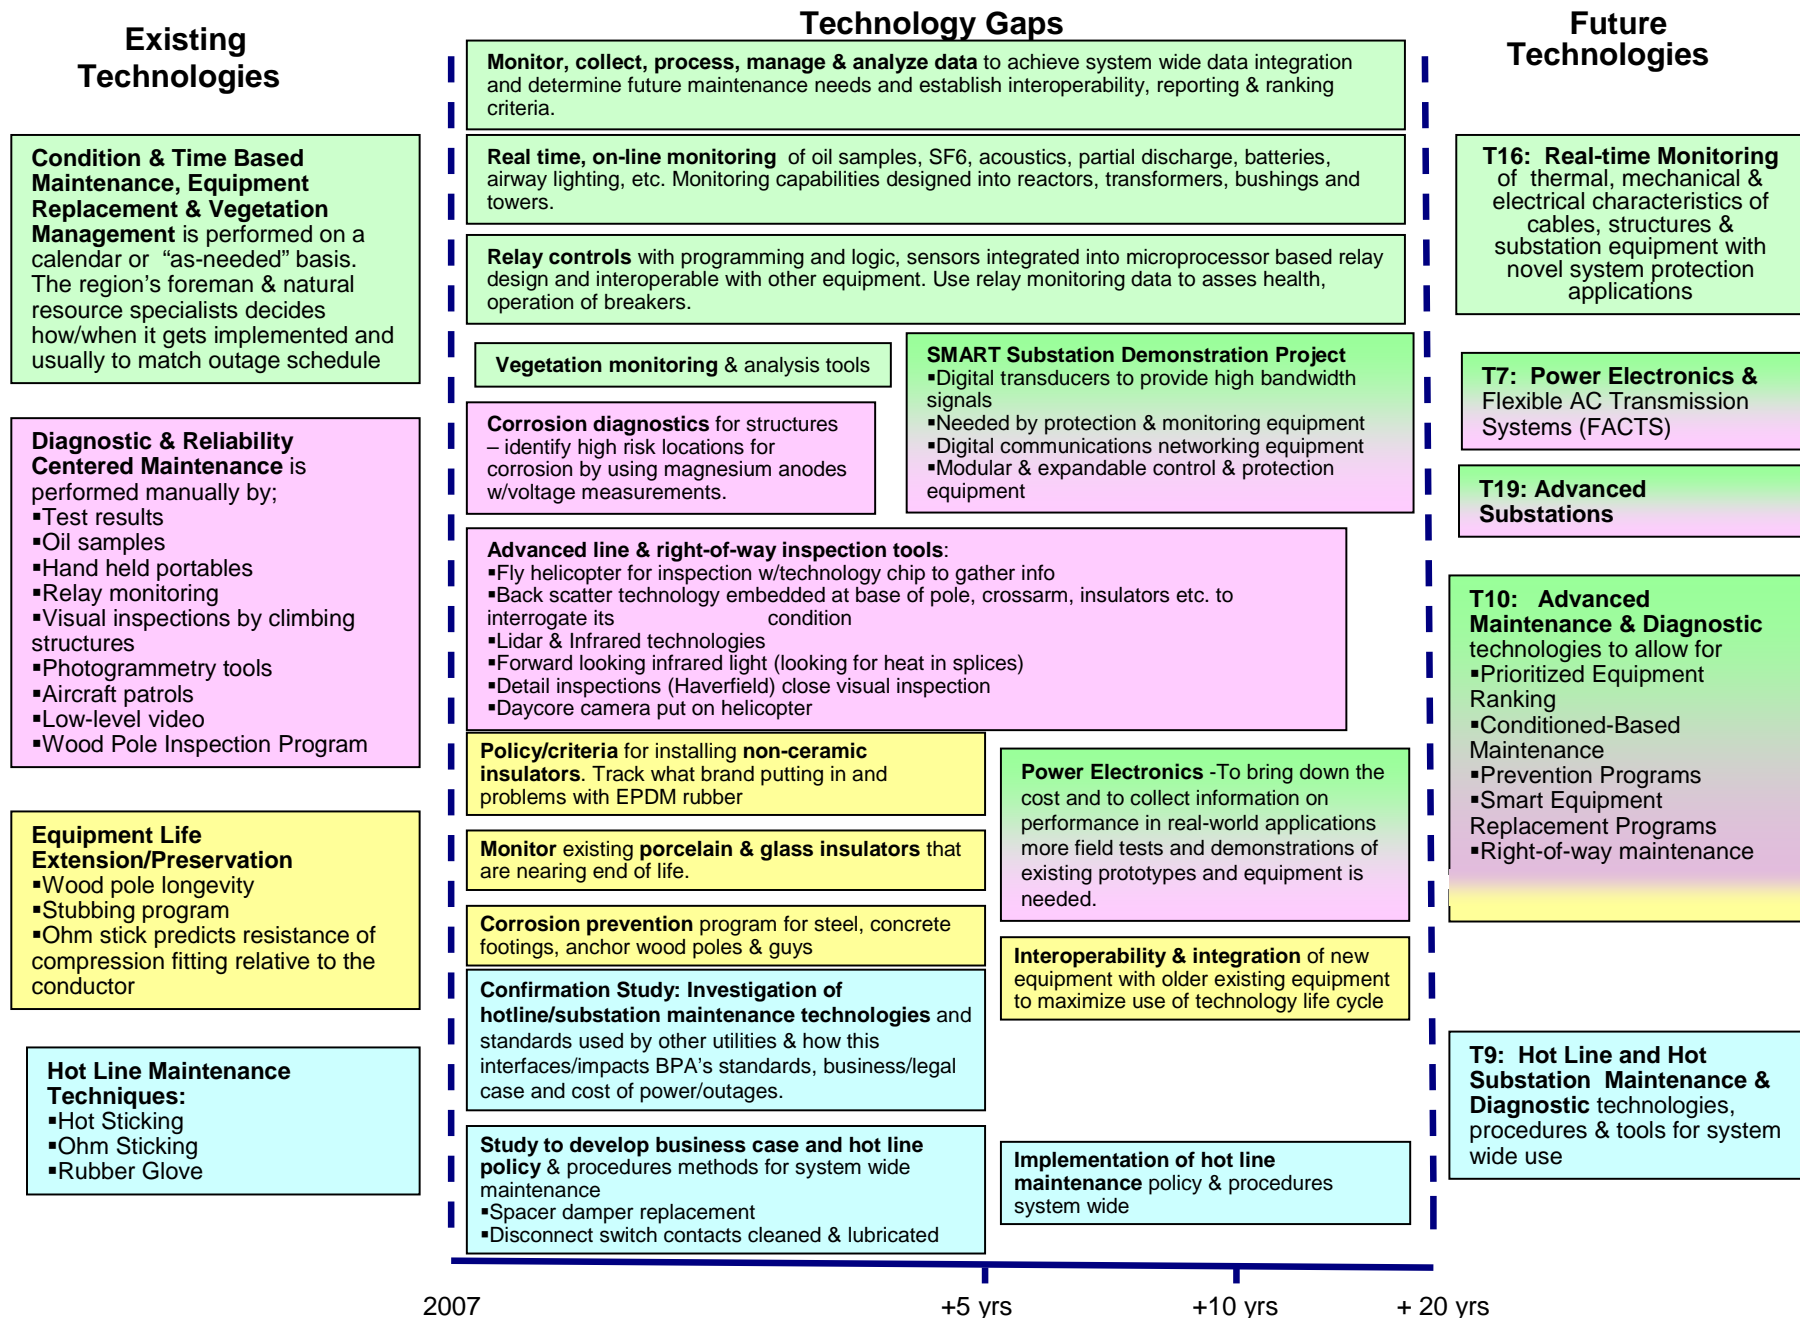 Existing
Technologies
Condition & Time Based
Maintenance, Equipment
Replacement & Vegetation
Management is performed on a
calendar or “as-needed” basis.
The region’s foreman & natural
resource specialists decides
how/when it gets implemented and
usually to match outage schedule
Diagnostic & Reliability
Centered Maintenance is
performed manually by;
▪Test results
▪Oil samples
▪Hand held portables
▪Relay monitoring
▪Visual inspections by climbing
structures
▪Photogrammetry tools
▪Aircraft patrols
▪Low-level video
▪Wood Pole Inspection Program
Equipment Life
Extension/Preservation
▪Wood pole longevity
▪Stubbing program
▪Ohm stick predicts resistance of
compression fitting relative to the
conductor
Hot Line Maintenance
Techniques:
▪Hot Sticking
▪Ohm Sticking
▪Rubber Glove
Technology Gaps
Monitor, collect, process, manage & analyze data to achieve system wide data integration
and determine future maintenance needs and establish interoperability, reporting & ranking
criteria.
Real time, on-line monitoring of oil samples, SF6, acoustics, partial discharge, batteries,
airway lighting, etc. Monitoring capabilities designed into reactors, transformers, bushings and
towers.
Relay controls with programming and logic, sensors integrated into microprocessor based relay
design and interoperable with other equipment. Use relay monitoring data to asses health,
operation of breakers.
Vegetation monitoring & analysis tools
Corrosion diagnostics for structures
– identify high risk locations for
corrosion by using magnesium anodes
w/voltage measurements.
SMART Substation Demonstration Project
▪Digital transducers to provide high bandwidth
signals
▪Needed by protection & monitoring equipment
▪Digital communications networking equipment
▪Modular & expandable control & protection
equipment
Advanced line & right-of-way inspection tools:
▪Fly helicopter for inspection w/technology chip to gather info
▪Back scatter technology embedded at base of pole, crossarm, insulators etc. to
interrogate its condition
▪Lidar & Infrared technologies
▪Forward looking infrared light (looking for heat in splices)
▪Detail inspections (Haverfield) close visual inspection
▪Daycore camera put on helicopter
Policy/criteria for installing non-ceramic
insulators. Track what brand putting in and
problems with EPDM rubber
Monitor existing porcelain & glass insulators that
are nearing end of life.
Corrosion prevention program for steel, concrete
footings, anchor wood poles & guys
Confirmation Study: Investigation of
hotline/substation maintenance technologies and
standards used by other utilities & how this
interfaces/impacts BPA’s standards, business/legal
case and cost of power/outages.
Study to develop business case and hot line
policy & procedures methods for system wide
maintenance
▪Spacer damper replacement
▪Disconnect switch contacts cleaned & lubricated
Power Electronics -To bring down the
cost and to collect information on
performance in real-world applications
more field tests and demonstrations of
existing prototypes and equipment is
needed.
Interoperability & integration of new
equipment with older existing equipment
to maximize use of technology life cycle
Implementation of hot line
maintenance policy & procedures
system wide
Future
Technologies
T16: Real-time Monitoring
of thermal, mechanical &
electrical characteristics of
cables, structures &
substation equipment with
novel system protection
applications
T7: Power Electronics &
Flexible AC Transmission
Systems (FACTS)
T19: Advanced
Substations
T10: Advanced
Maintenance & Diagnostic
technologies to allow for
▪Prioritized Equipment
Ranking
▪Conditioned-Based
Maintenance
▪Prevention Programs
▪Smart Equipment
Replacement Programs
▪Right-of-way maintenance
T9: Hot Line and Hot
Substation Maintenance &
Diagnostic technologies,
procedures & tools for system
wide use
2007
+5 yrs
+10 yrs
+ 20 yrs